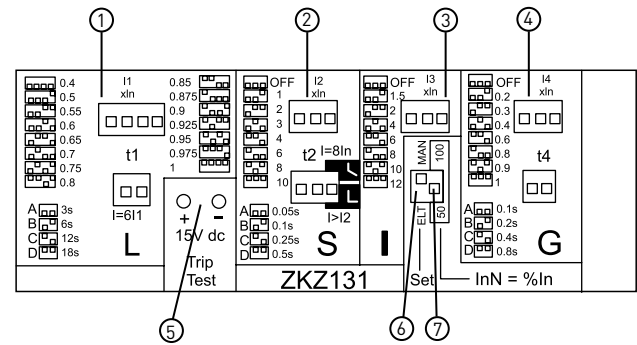 1 2 3 4
I1
xIn
0.4
0.5
0.55
0.6
0.65
0.7
0.75
0.8
0.85
0.875
0.9
0.925
0.95
0.975
1
t1
I=6I1
A 3s
B 6s
C 12s
D 18s
L
+ −
15V dc
Trip
Test
I2
xIn
OFF
1
2
3
4
6
8
10
t2
I=8In
I>I2
A 0.05s
B 0.1s
C 0.25s
D 0.5s
S
ZKZ131
I3
xIn
OFF
1.5
2
4
6
8
10
12
I
MAN
ELT
100
50
Set
InN = %In
I4
xIn
OFF
0.2
0.3
0.4
0.6
0.8
0.9
1
t4
A 0.1s
B 0.2s
C 0.4s
D 0.8s
G
5 6 7